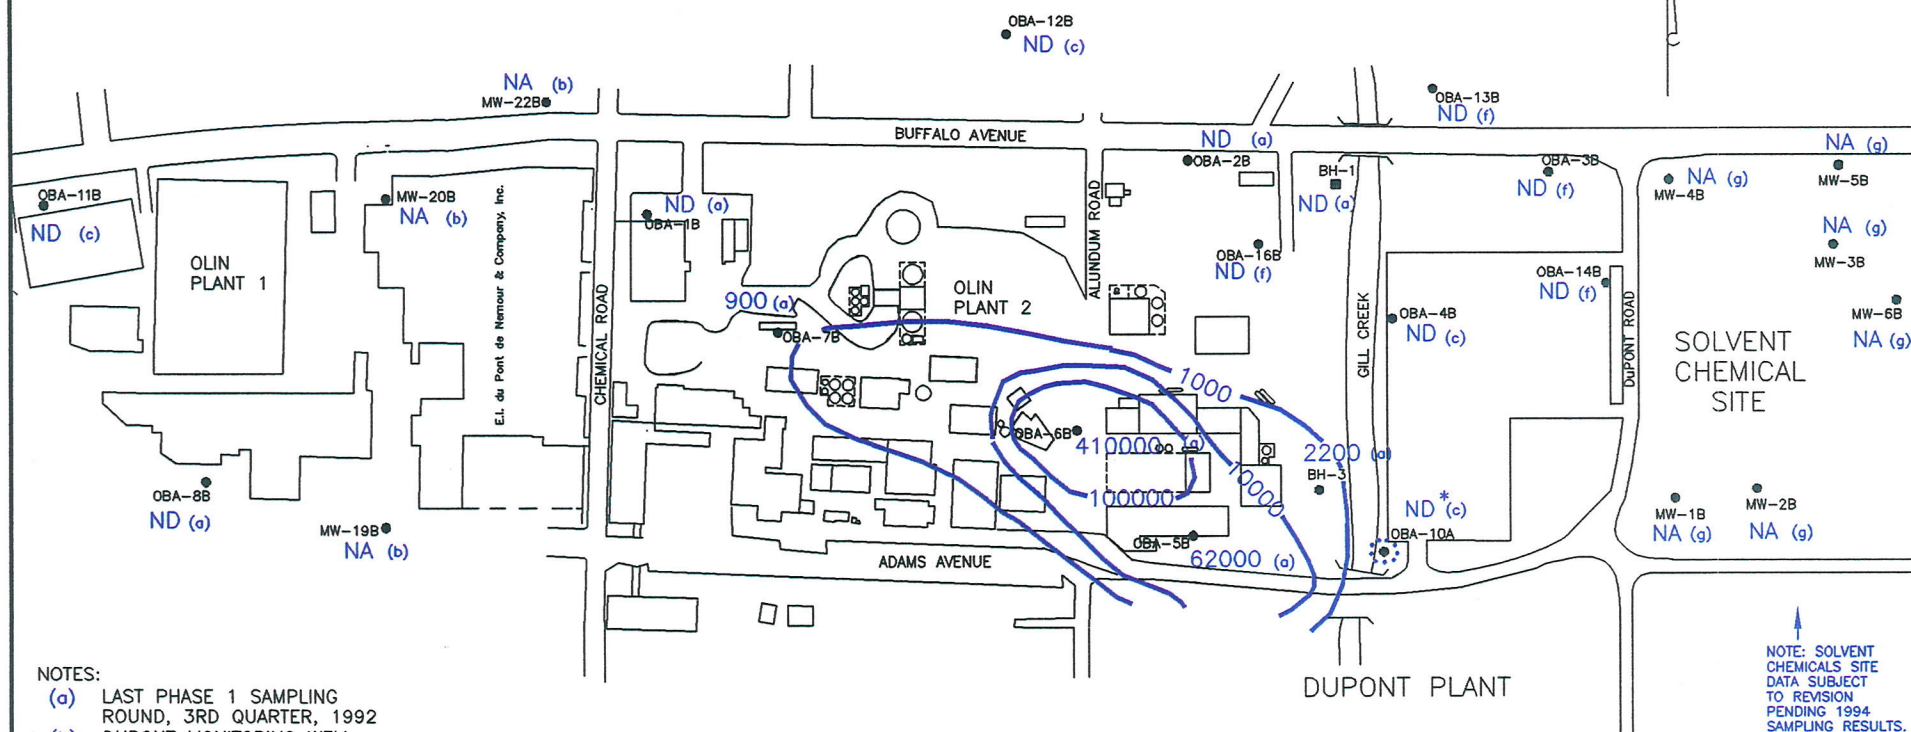 OBA-12B
ND (c)
NA (b)
MW-22B
OBA-13B
ND (f)
BUFFALO AVENUE
ND (a)
OBA-2B
OBA-3B
ND (f)
NA (g)
MW-5B
BH-1
ND (a)
NA (g)
MW-4B
OBA-11B
ND (c)
MW-20B
NA (b)
ND (a)
OBA-1B
E.I. du Pont de Nemour & Company, Inc.
CHEMICAL ROAD
ALUNDUM ROAD
OBA-16B
ND (f)
NA (g)
MW-3B
OLIN
PLANT 1
OLIN
PLANT 2
900 (a)
OBA-7B
GILL CREEK
OBA-14B
ND (f)
OBA-4B
ND (c)
DuPONT ROAD
MW-6B
NA (g)
SOLVENT
CHEMICAL
SITE
1000
OBA-6B
410000 (a)
2200 (a)
BH-3
10000
100000
OBA-8B
ND (a)
MW-19B
NA (b)
ND* (c)
OBA-10A
OBA-5B
62000 (a)
MW-1B
NA (g)
MW-2B
NA (g)
ADAMS AVENUE
DUPONT PLANT
NOTE: SOLVENT
CHEMICALS SITE
DATA SUBJECT
TO REVISION
PENDING 1994
SAMPLING RESULTS.
NOTES:
(a) LAST PHASE 1 SAMPLING
ROUND, 3RD QUARTER, 1992
DUPONT MONITORING WELL